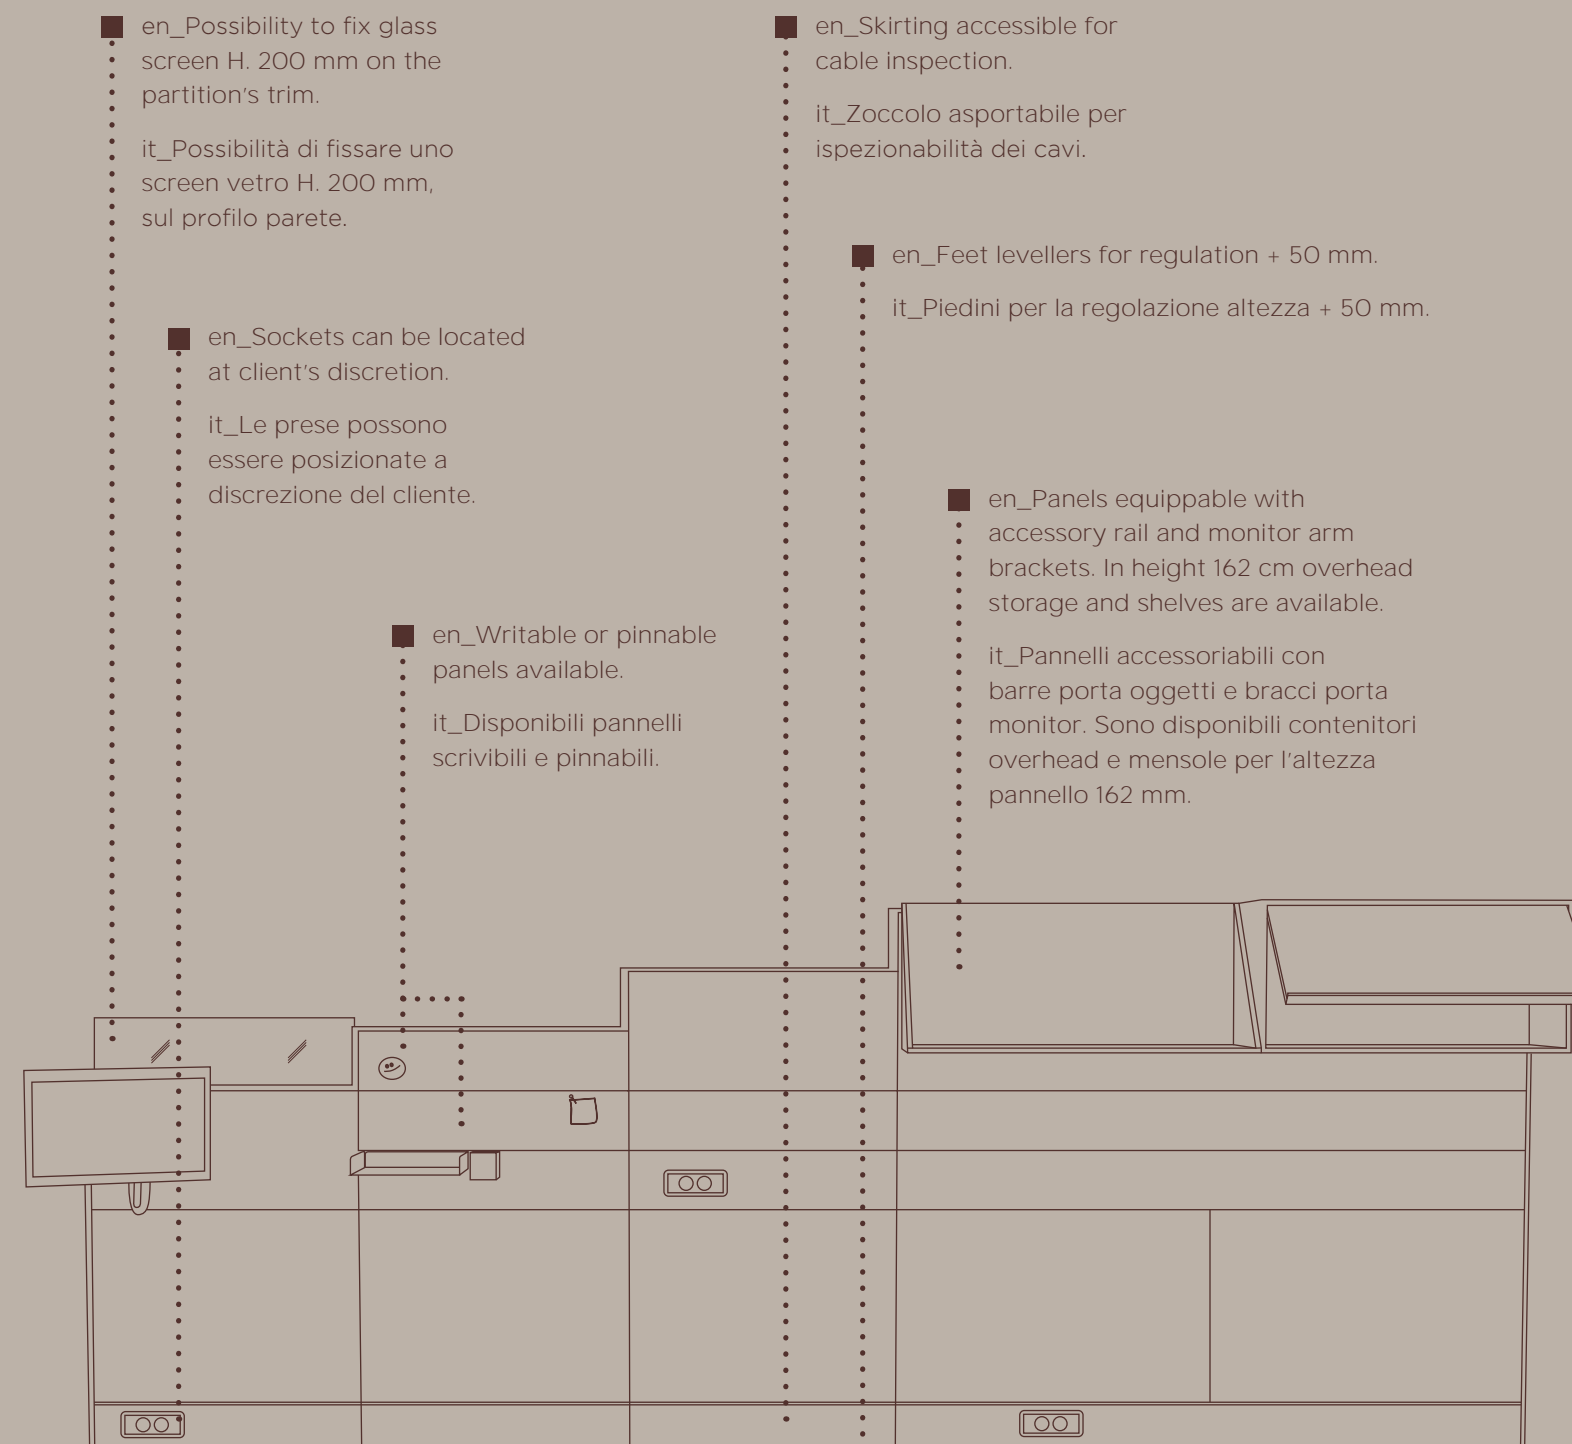 en_Possibility to fix glass
screen H. 200 mm on the
partition's trim.
it_Possibilità di fissare uno
screen vetro H. 200 mm,
sul profilo parete.
en_Sockets can be located
at client's discretion.
it_Le prese possono
essere posizionate a
discrezione del cliente.
en_Writable or pinnable
panels available.
it_Disponibili pannelli
scrivibili e pinnabili.
en_Skirting accessible for
cable inspection.
it_Zoccolo asportabile per
ispezionabilità dei cavi.
en_Feet levellers for regulation + 50 mm.
it_Piedini per la regolazione altezza + 50 mm.
en_Panels equippable with
accessory rail and monitor arm
brackets. In height 162 cm overhead
storage and shelves are available.
it_Pannelli accessoriabili con
barre porta oggetti e bracci porta
monitor. Sono disponibili contenitori
overhead e mensole per l'altezza
pannello 162 mm.